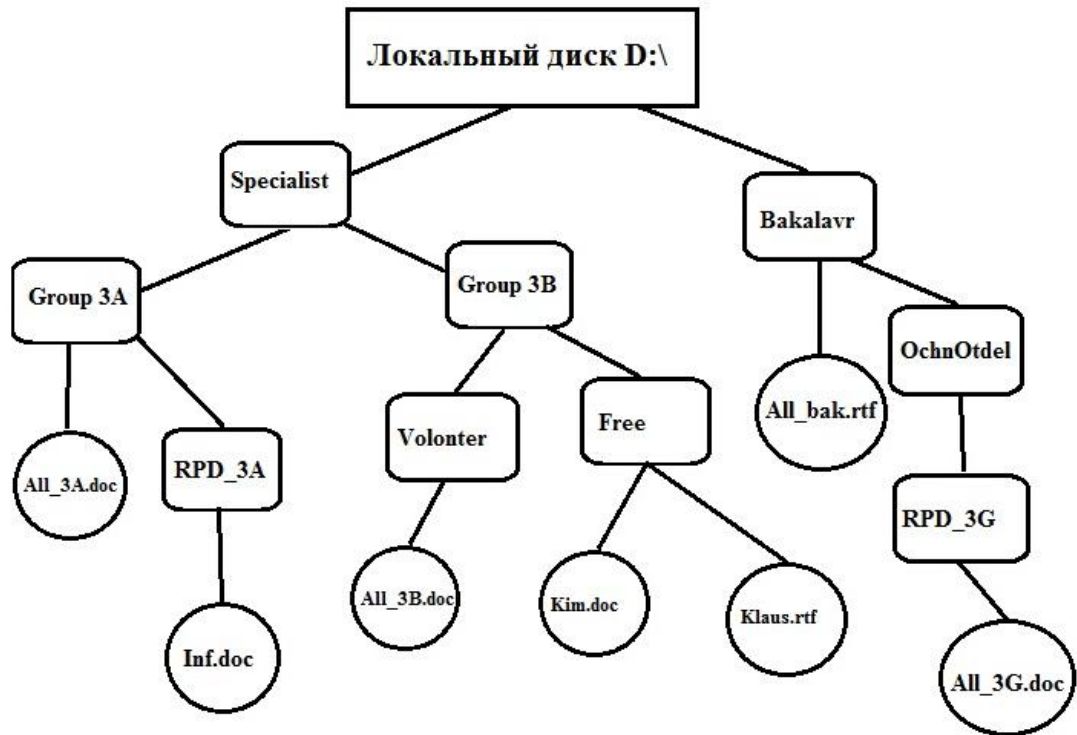 Локальный диск D:\
Specialist
Bakalavr
Group 3A
Group 3B
OchnOtdel
All_bak.rtf
Volonter
Free
All_3A.doc
RPD_3A
RPD_3G
All_3B.doc
Kim.doc
Klaus.rtf
Inf.doc
All_3G.doc